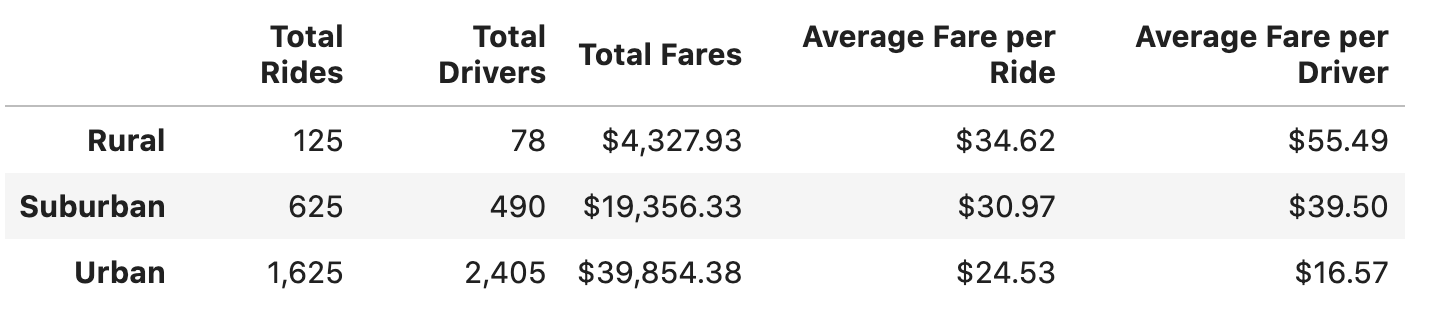 Total Rides Total Drivers Total Fares Average Fare per Ride Average Fare per Driver
Rural 125 78 $4,327.93 $34.62 $55.49
Suburban 625 490 $19,356.33 $30.97 $39.50
Urban 1,625 2,405 $39,854.38 $24.53 $16.57